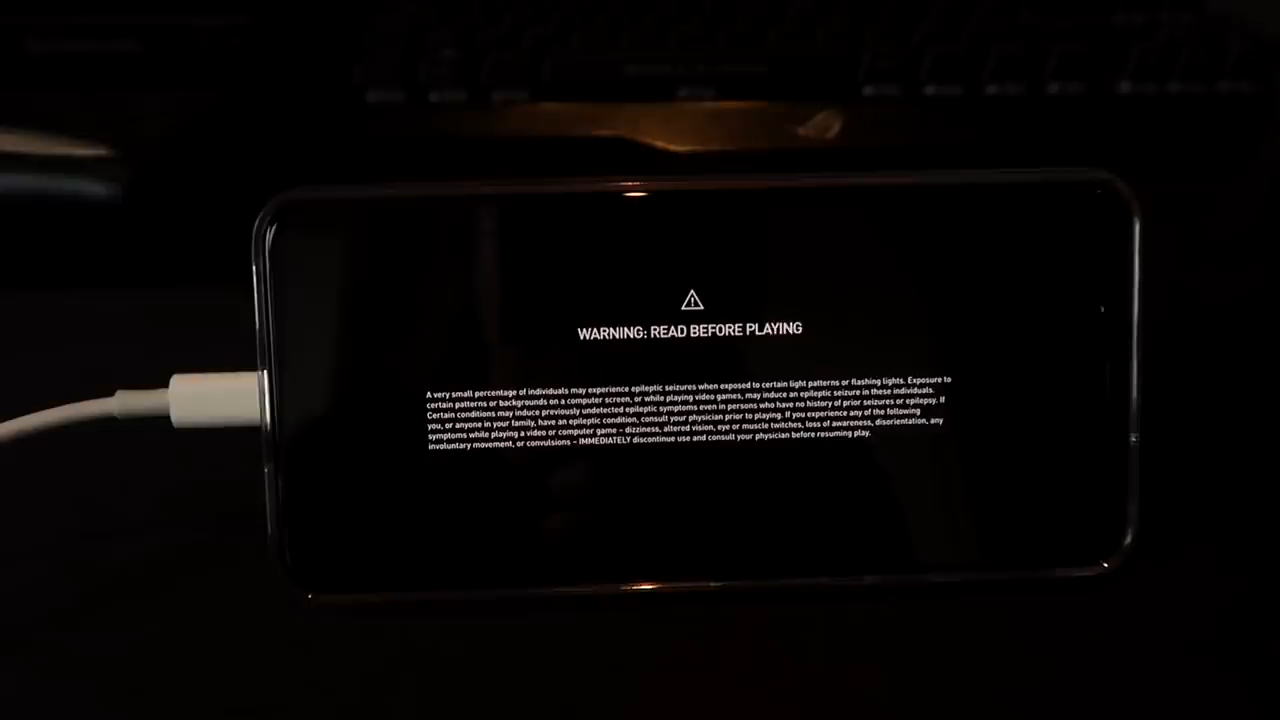 WARNING: READ BEFORE PLAYING
A very small percentage of individuals may experience epileptic seizures when exposed to certain light patterns or flashing lights. Exposure to
certain patterns or backgrounds on a computer screen, or while playing video games, may induce an epileptic seizure in these individuals.
Certain conditions may induce previously undetected epileptic symptoms even in persons who have no history of prior seizures or epilepsy. If
you, or anyone in your family, have an epileptic condition, consult your physician prior to playing. If you experience any of the following
symptoms while playing a video or computer game – dizziness, altered vision, eye or muscle twitches, loss of awareness, disorientation, any
involuntary movement, or convulsions – IMMEDIATELY discontinue use and consult your physician before resuming play.